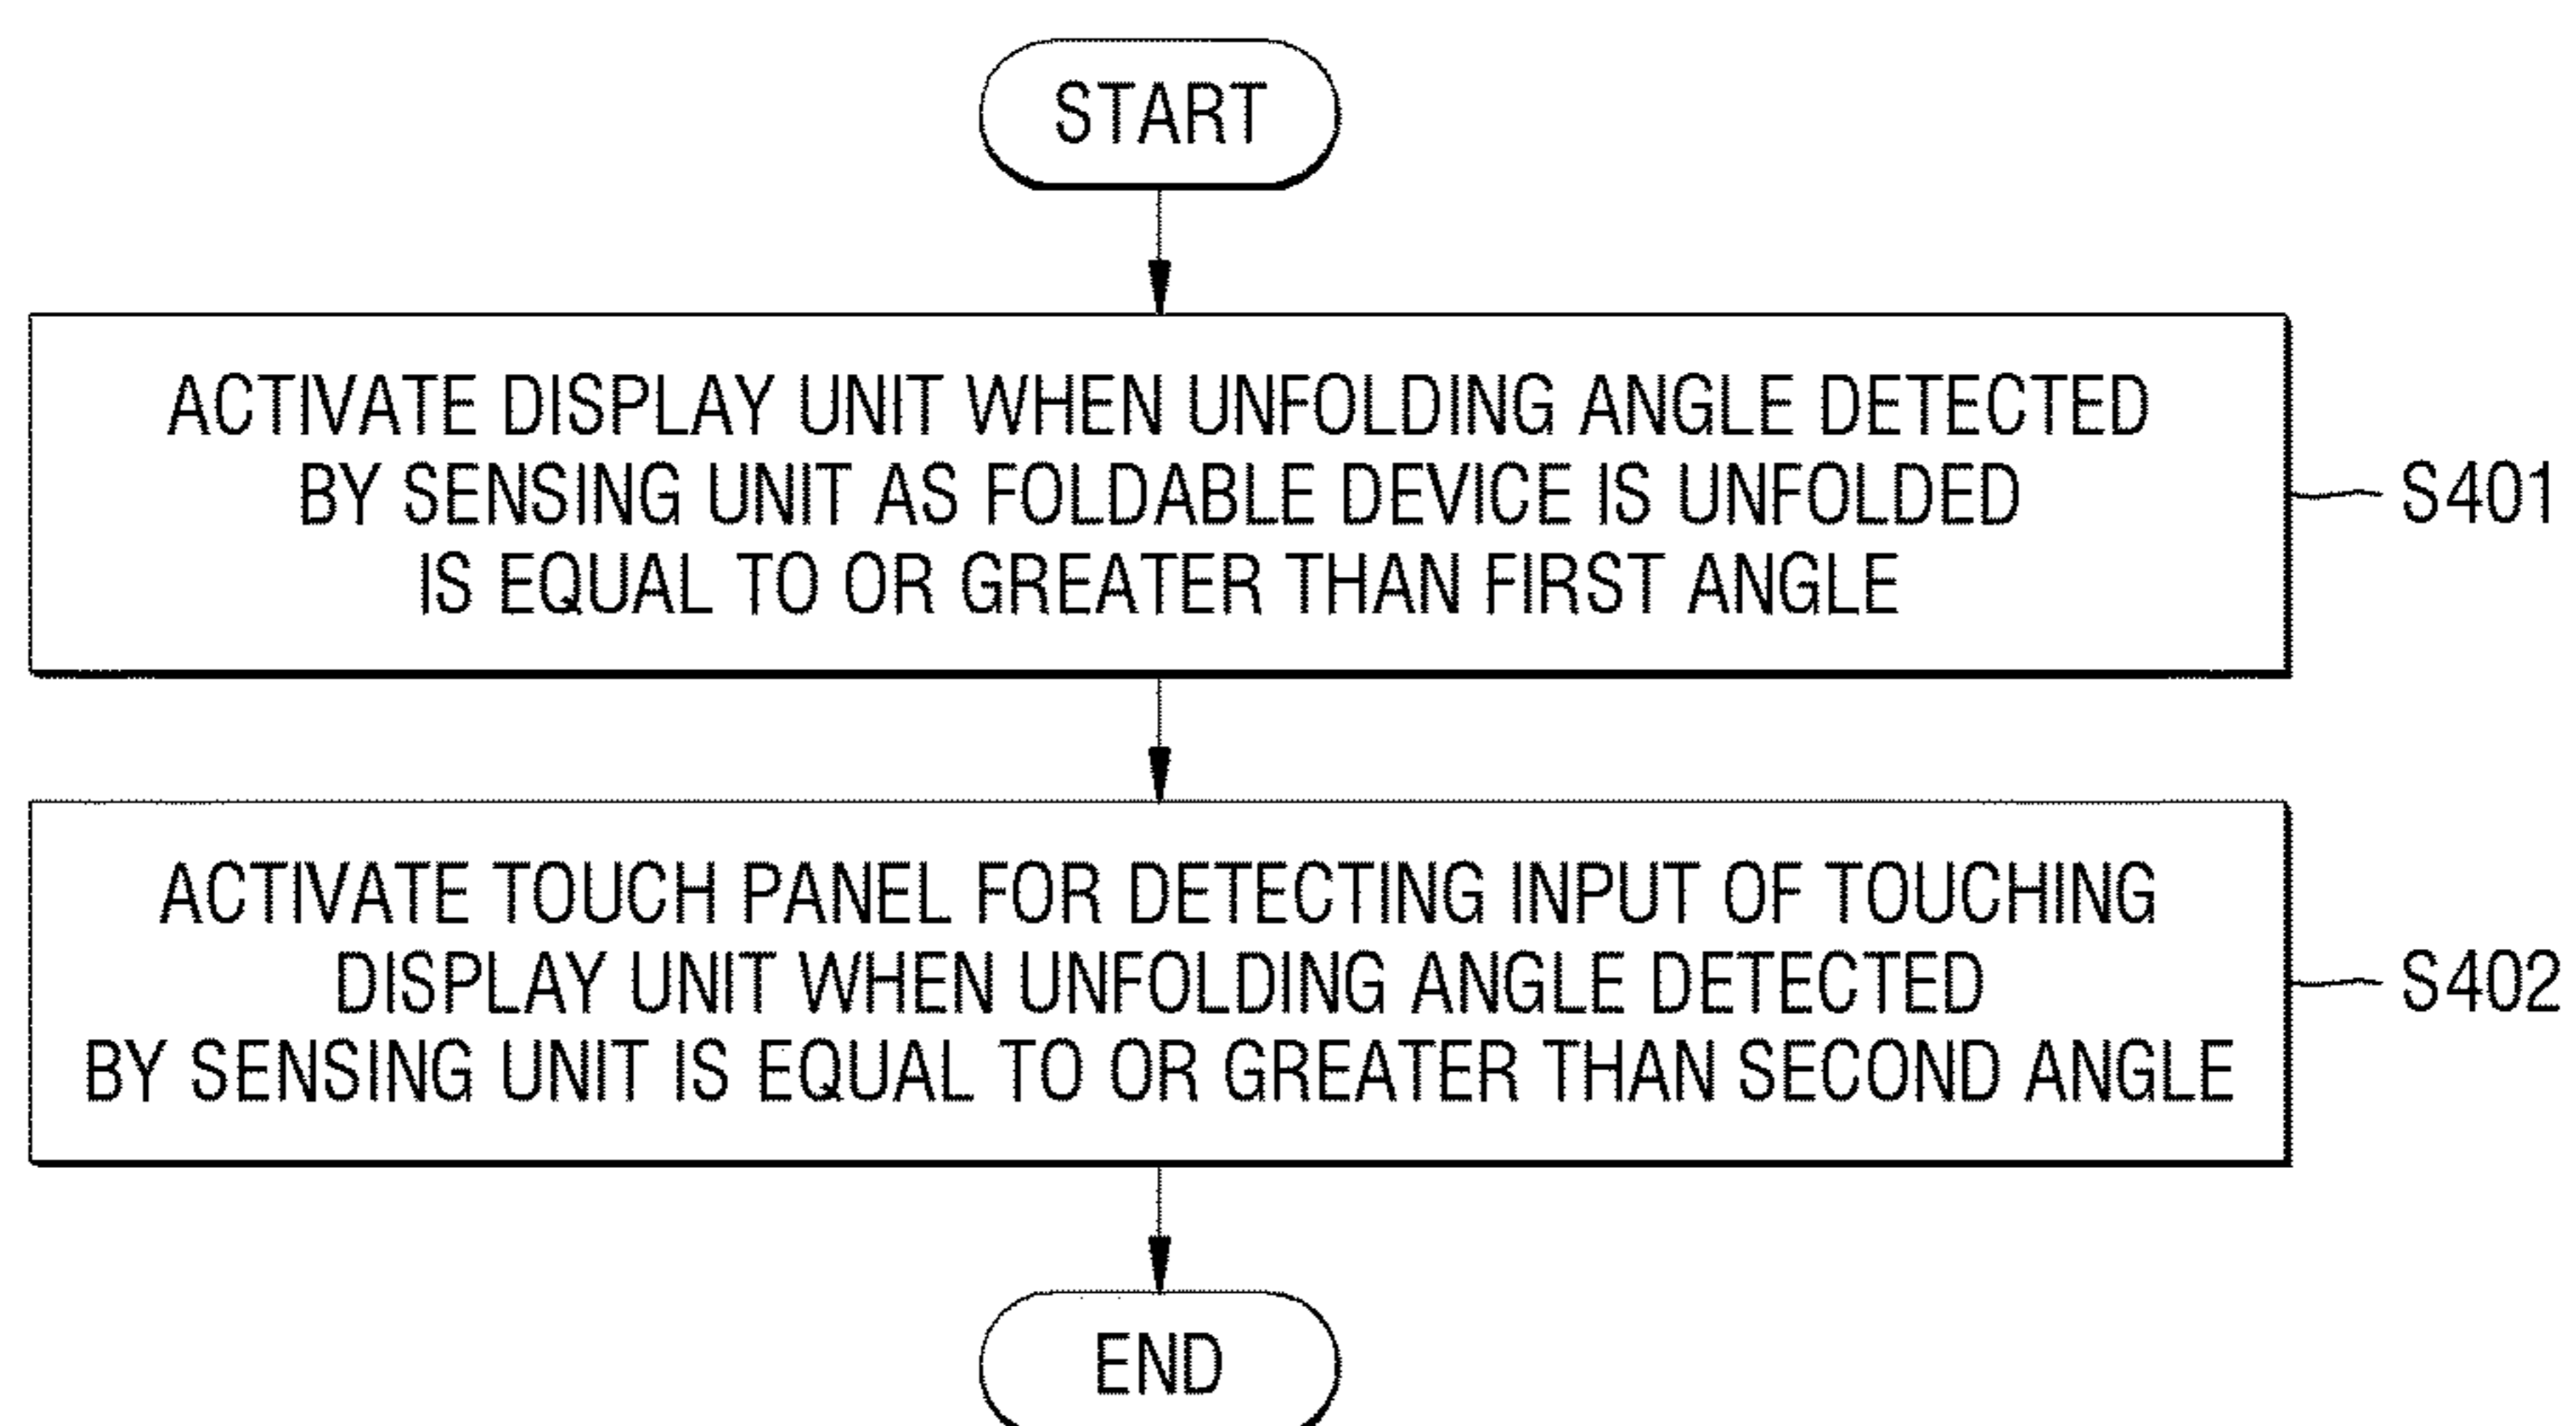 START
ACTIVATE DISPLAY UNIT WHEN UNFOLDING ANGLE DETECTED
BY SENSING UNIT AS FOLDABLE DEVICE IS UNFOLDED
IS EQUAL TO OR GREATER THAN FIRST ANGLE
S401
ACTIVATE TOUCH PANEL FOR DETECTING INPUT OF TOUCHING
DISPLAY UNIT WHEN UNFOLDING ANGLE DETECTED
BY SENSING UNIT IS EQUAL TO OR GREATER THAN SECOND ANGLE
S402
END